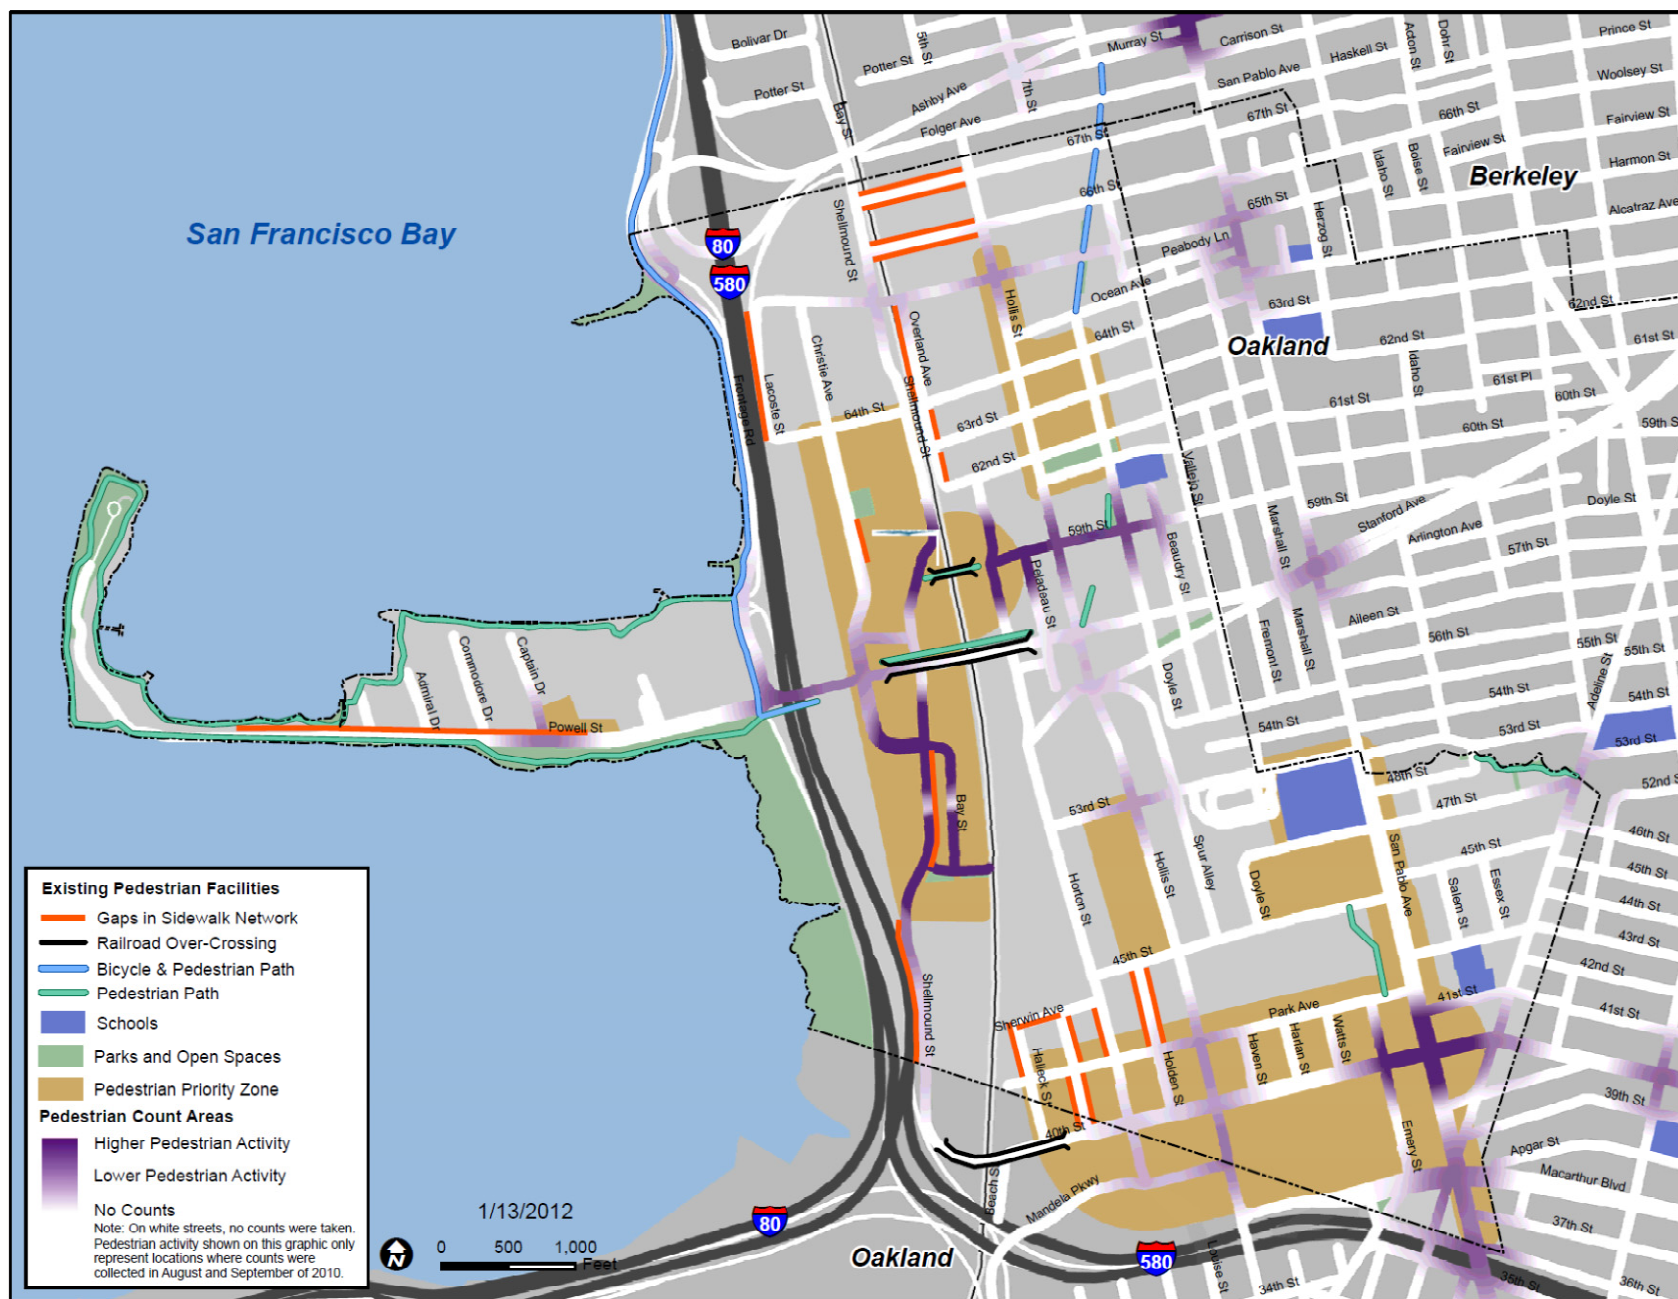 Bolivar Dr
5th St
Murray St
Carrison St
Haskell St
Acton St
Dohr St
Prince St
Potter St
Potter St
Ashby Ave
7th St
San Pablo Ave
Woolsey St
Bay St
Folger Ave
67th St
67th St
66th St
Fairview St
Fairview St
Idaho St
Boise St
Harmon St
Berkeley
66th St
65th St
Herzog St
Alcatraz Ave
San Francisco Bay
Shellmound St
Peabody Ln
80
580
Ocean Ave
Hollis St
63rd St
62nd St
Overland Ave
64th St
Oakland
62nd St
61st St
Christie Ave
Idaho St
61st Pl
Frontage Rd
Lacoste St
64th St
Shellmound St
63rd St
61st St
60th St
60th St
59th St
62nd St
Vallejo St
59th St
Doyle St
Stanford Ave
Arlington Ave
59th St
Marshall St
57th St
Beaudry St
Peladeau St
Aileen St
Marshall St
Fremont St
56th St
55th St
55th St
Captain Dr
Commodore Dr
Admiral Dr
Doyle St
Adeline St
54th St
54th St
Powell St
54th St
53rd St
53rd St
48th St
52nd St
Bay St
53rd St
47th St
46th St
Hollis St
Spur Alley
Doyle St
San Pablo Ave
45th St
45th St
Horton St
Salem St
Essex St
44th St
43rd St
45th St
42nd St
Shellmound St
Sherwin Ave
Park Ave
41st St
41st St
Halleck St
Holden St
Haven St
Harlan St
Watts St
40th St
39th St
Emery St
Apgar St
Macarthur Blvd
Beach St
Mandela Pkwy
37th St
80
Oakland
580
Louise St
34th St
35th St
36th St
Existing Pedestrian Facilities
Gaps in Sidewalk Network
Railroad Over-Crossing
Bicycle & Pedestrian Path
Pedestrian Path
Schools
Parks and Open Spaces
Pedestrian Priority Zone
Pedestrian Count Areas
Higher Pedestrian Activity
Lower Pedestrian Activity
No Counts
Note: On white streets, no counts were taken.
Pedestrian activity shown on this graphic only
represent locations where counts were
collected in August and September of 2010.
1/13/2012
N
0 500 1,000
Feet